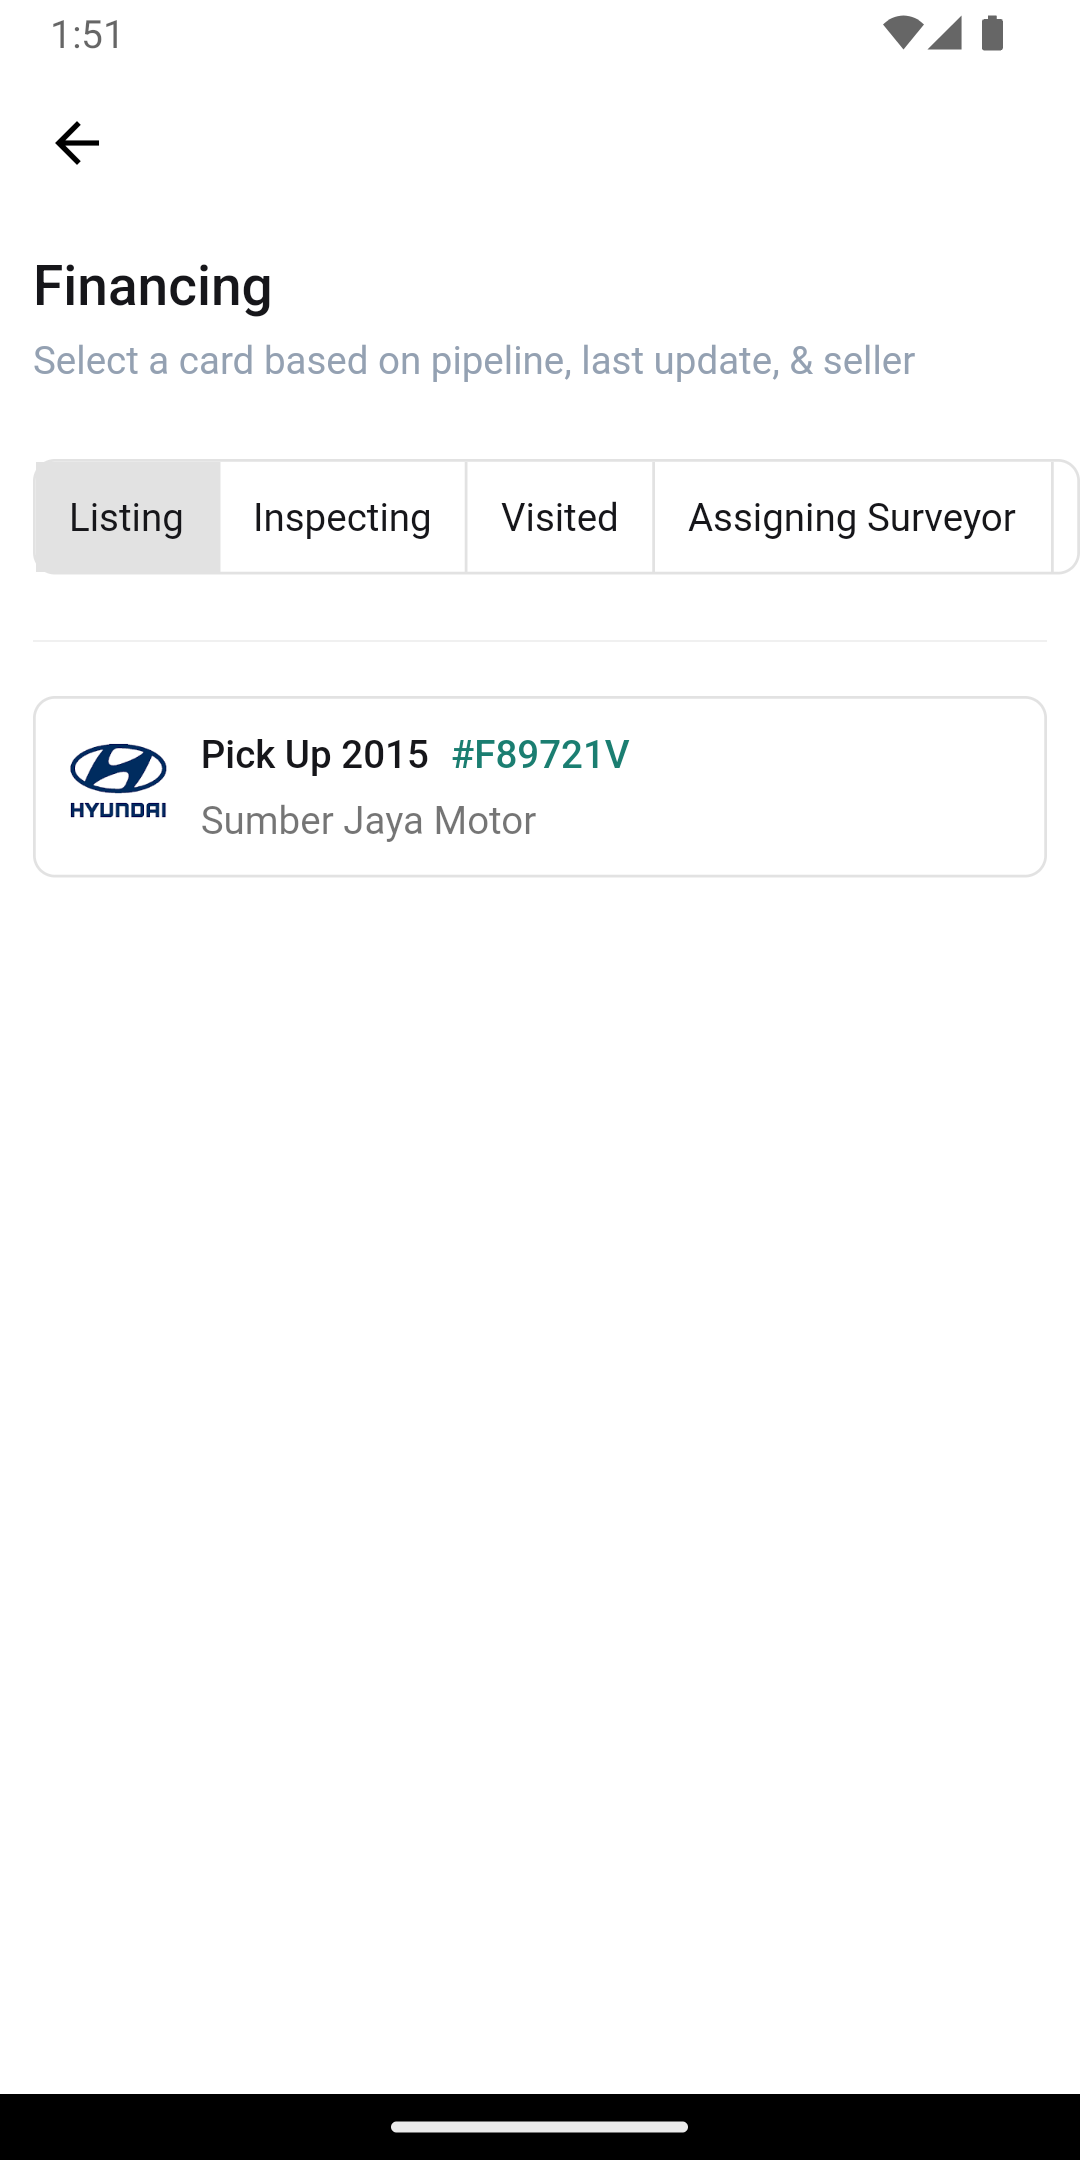 1:51
Financing
Select a card based on pipeline, last update, & seller
Listing Inspecting Visited Assigning Surveyor
Pick Up 2015 #F89721V
HYUNDAI
Sumber Jaya Motor